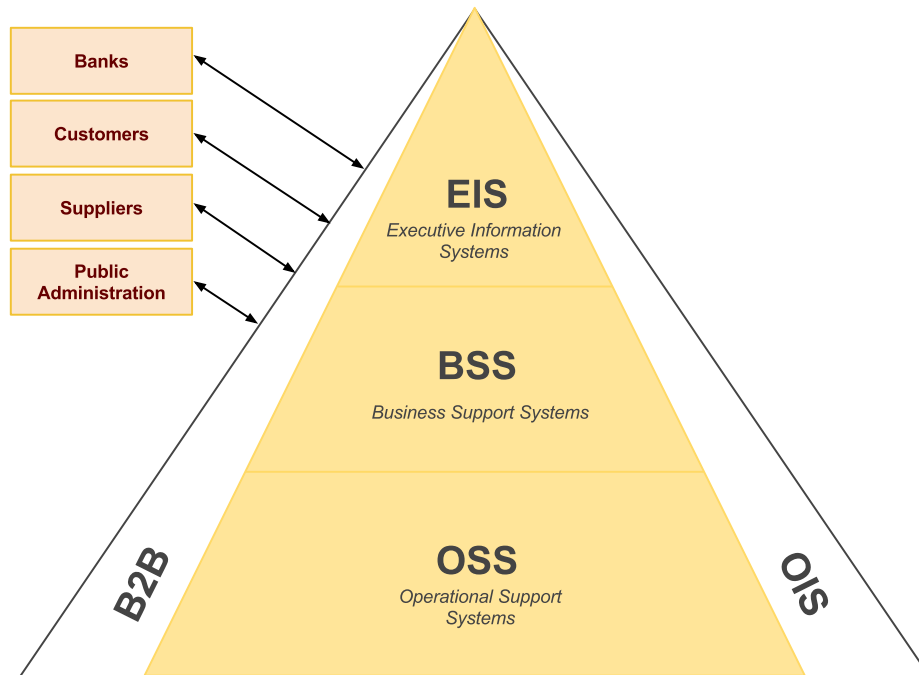 Banks
Customers
Suppliers
Public
Administration
EIS
Executive Information
Systems
BSS
Business Support Systems
OSS
Operational Support
Systems
B2B
OIS